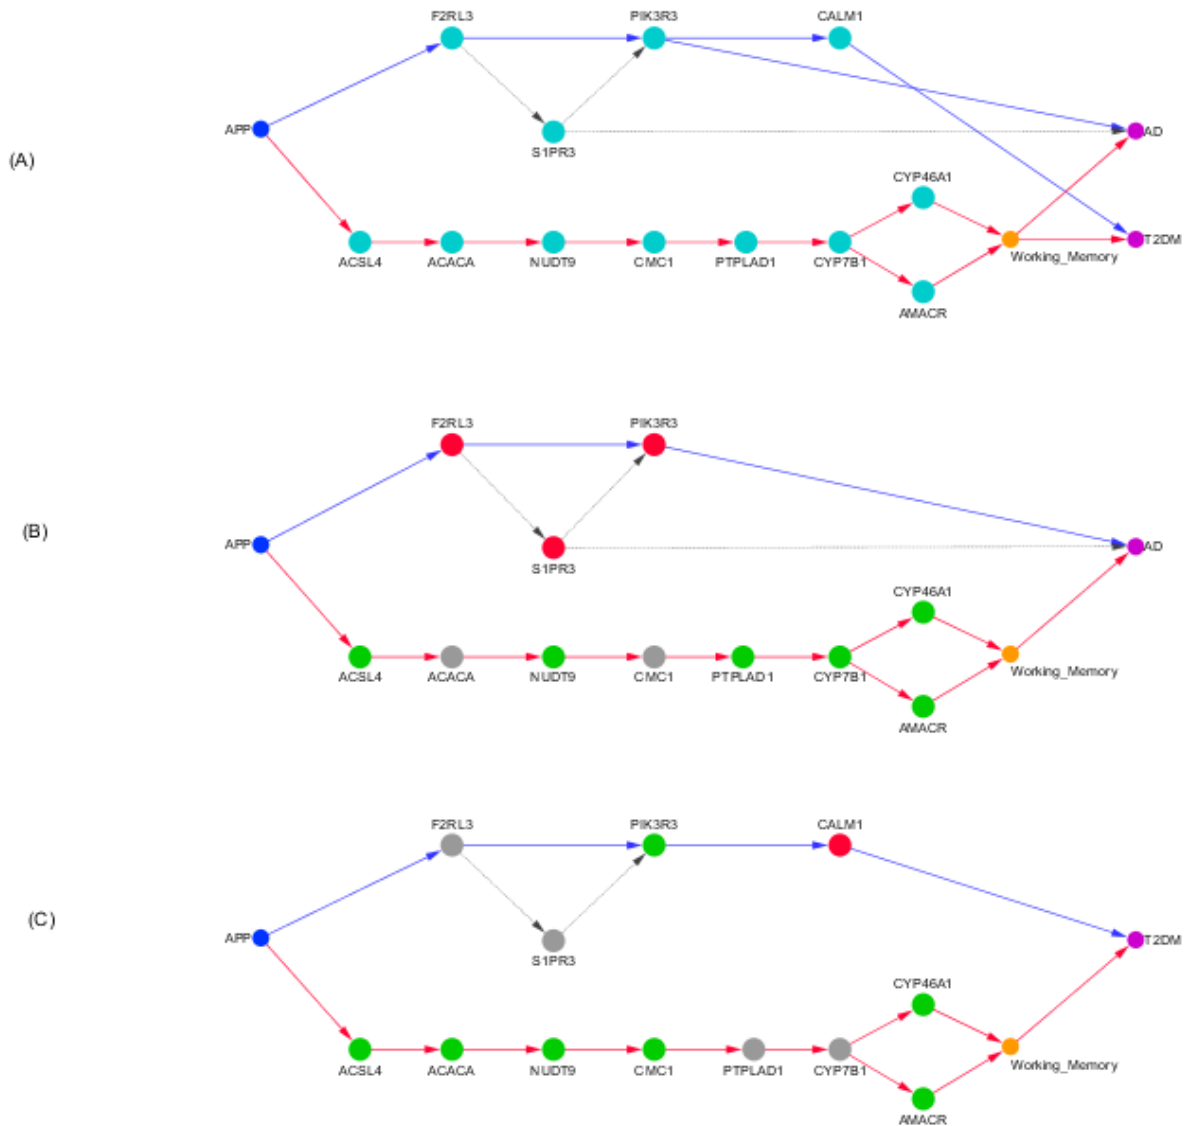 F2RL3 PIK3R3 CALM1
APP AD
S1PR3
(A)
CYP46A1
T2DM
ACSL4 ACACA NUDT9 CMC1 PTPLAD1 CYP7B1 Working_Memory
AMACR
F2RL3 PIK3R3
(B)
APP AD
S1PR3
CYP46A1
ACSL4 ACACA NUDT9 CMC1 PTPLAD1 CYP7B1 Working_Memory
AMACR
F2RL3 PIK3R3 CALM1
(C)
APP T2DM
S1PR3
CYP46A1
ACSL4 ACACA NUDT9 CMC1 PTPLAD1 CYP7B1 Working_Memory
AMACR